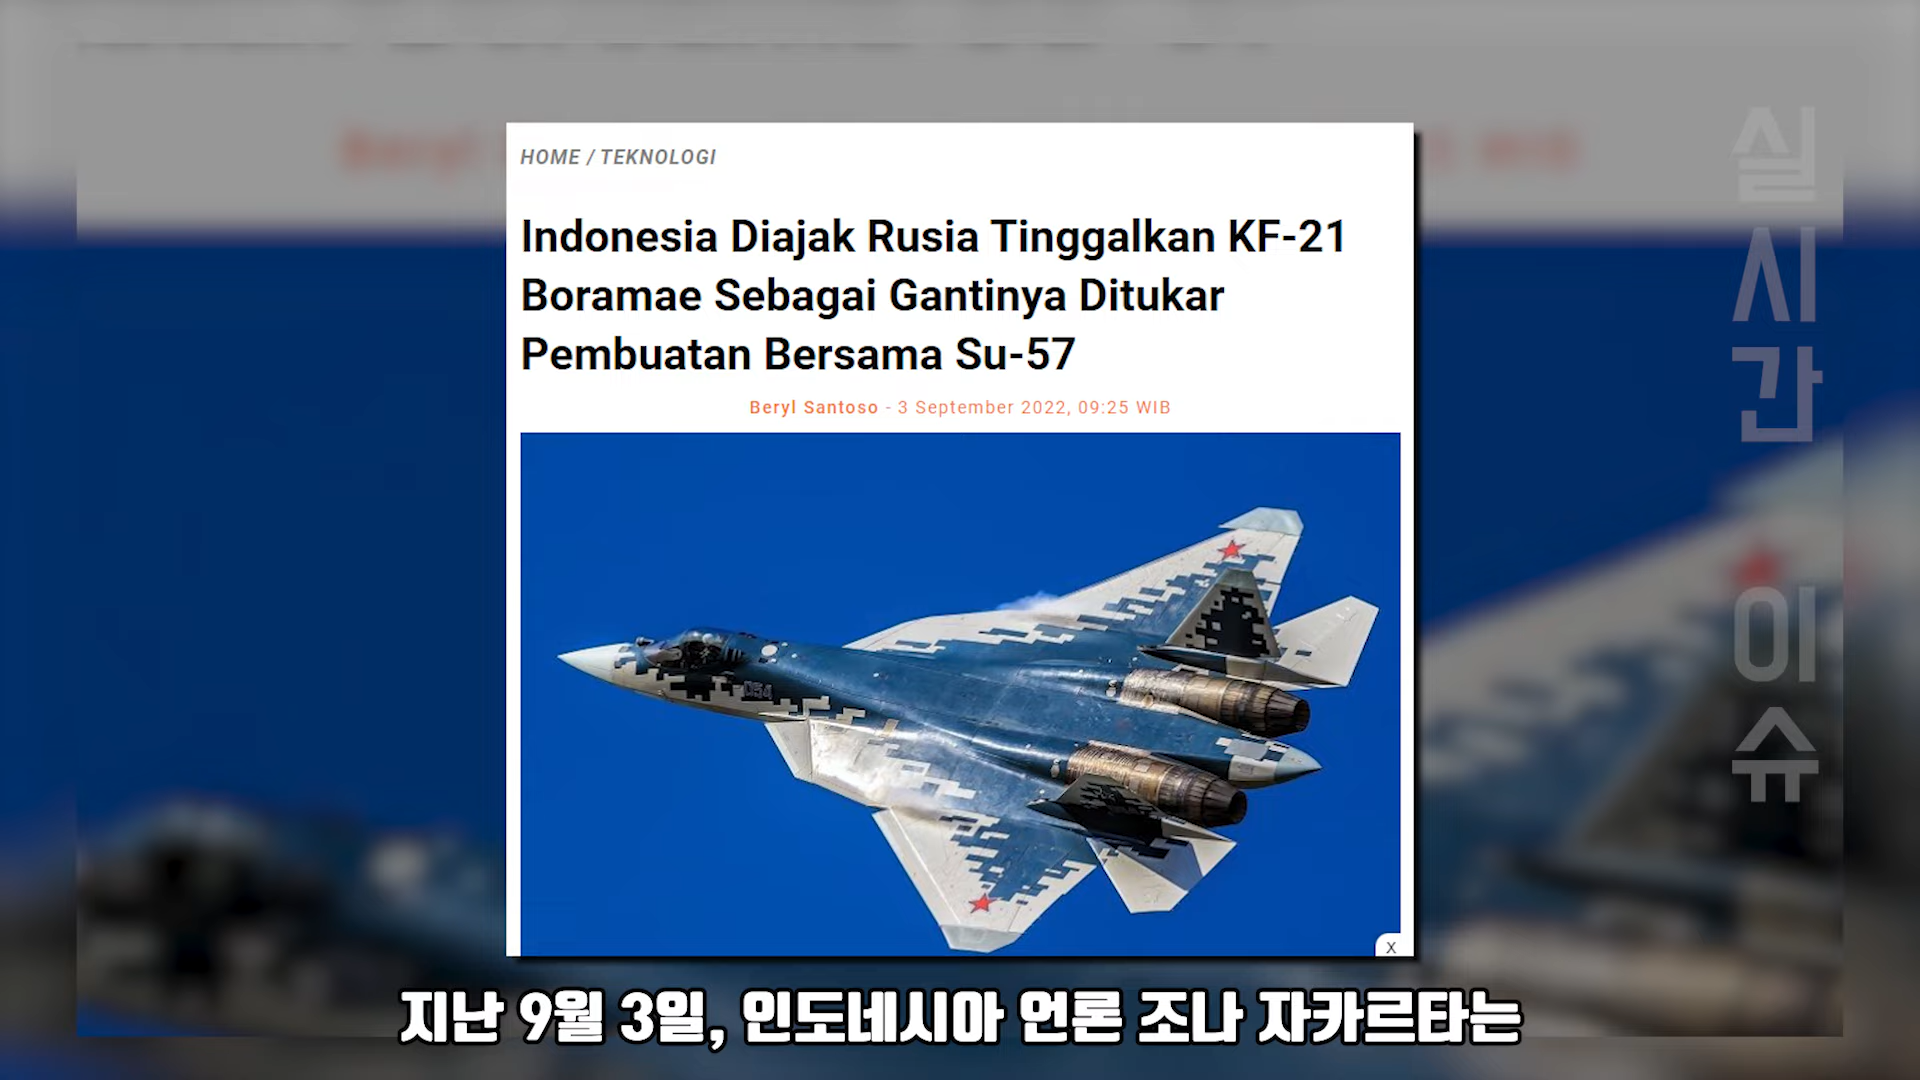 HOME / TEKNOLOGI
Indonesia Diajak Rusia Tinggalkan KF-21
Boramae Sebagai Gantinya Ditukar
Pembuatan Bersama Su-57
Beryl Santoso - 3 September 2022, 09:25 WIB
054
X
실시간 이슈
지난 9월 3일, 인도네시아 언론 조나 자카르타는